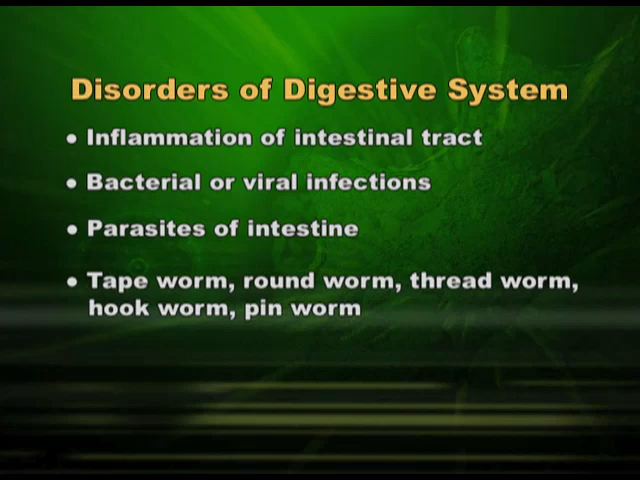 Disorders of Digestive System
● Inflammation of intestinal tract
● Bacterial or viral infections
● Parasites of intestine
● Tape worm, round worm, thread worm,
hook worm, pin worm